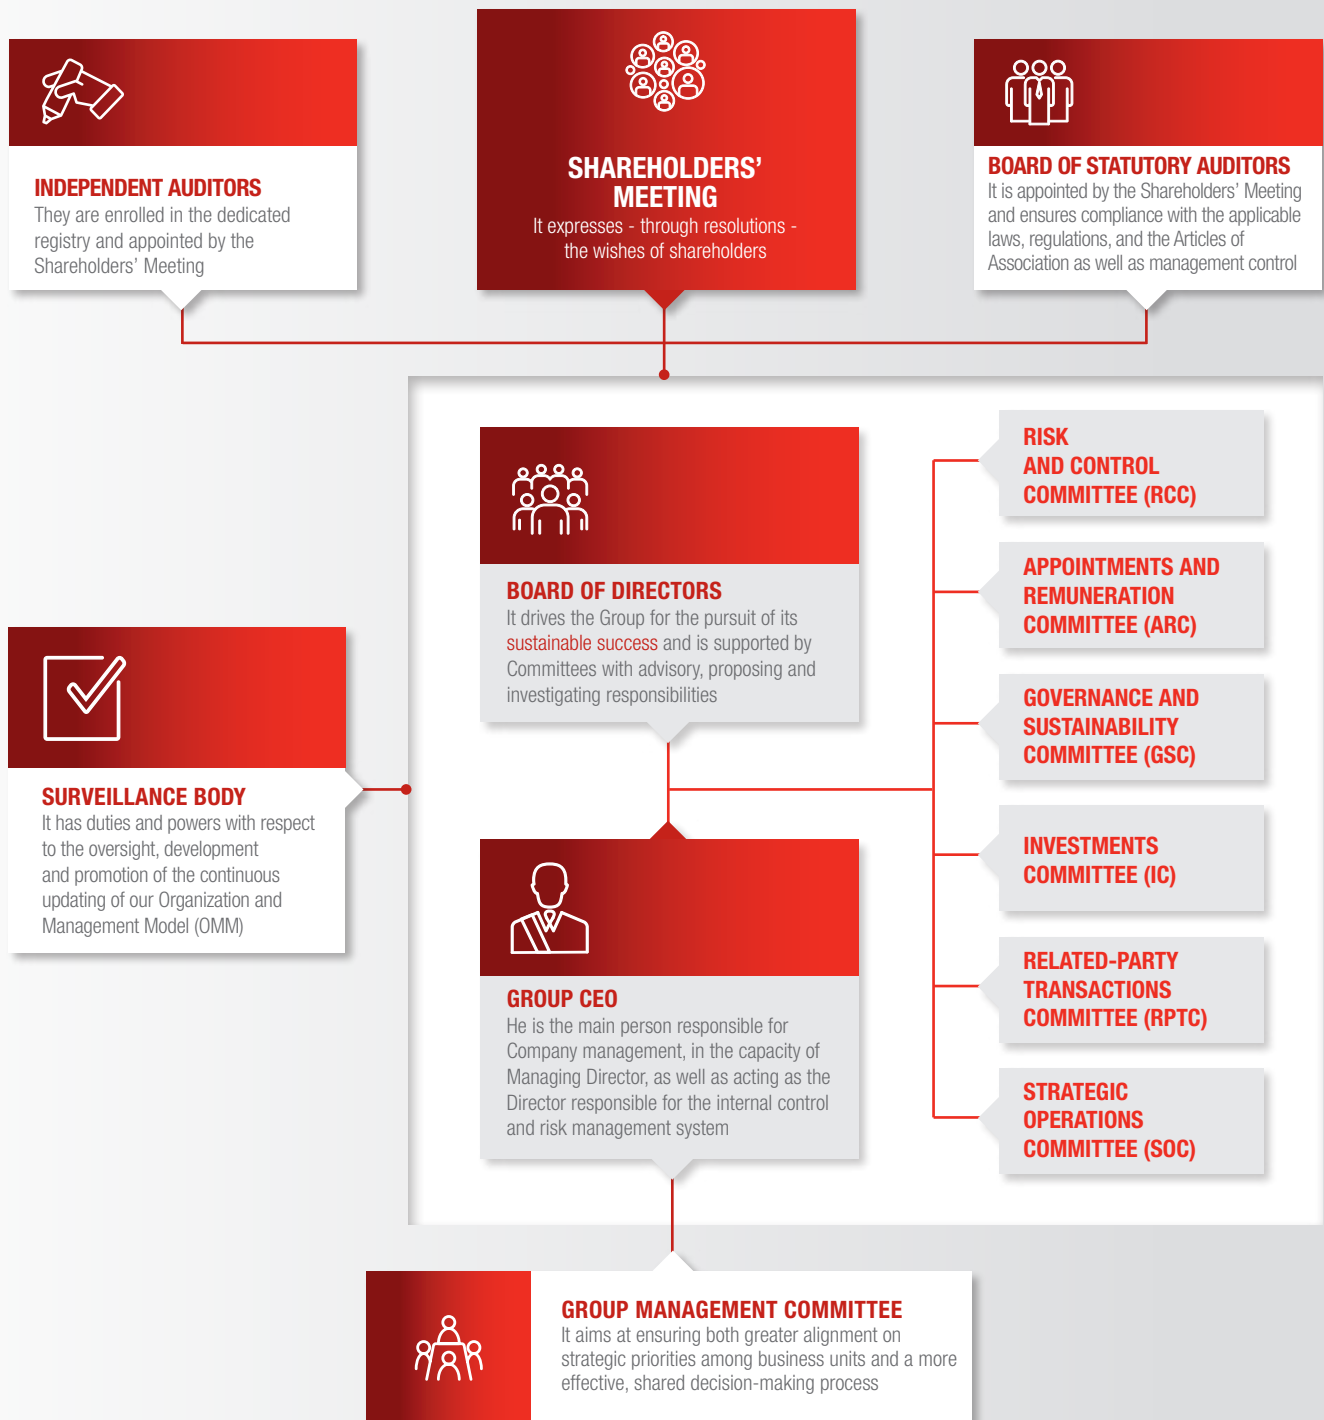 INDEPENDENT AUDITORS
They are enrolled in the dedicated
registry and appointed by the
Shareholders’ Meeting
SHAREHOLDERS’
MEETING
It expresses - through resolutions -
the wishes of shareholders
BOARD OF STATUTORY AUDITORS
It is appointed by the Shareholders’ Meeting
and ensures compliance with the applicable
laws, regulations, and the Articles of
Association as well as management control
BOARD OF DIRECTORS
It drives the Group for the pursuit of its
sustainable success and is supported by
Committees with advisory, proposing and
investigating responsibilities
RISK
AND CONTROL
COMMITTEE (RCC)
APPOINTMENTS AND
REMUNERATION
COMMITTEE (ARC)
GOVERNANCE AND
SUSTAINABILITY
COMMITTEE (GSC)
INVESTMENTS
COMMITTEE (IC)
RELATED-PARTY
TRANSACTIONS
COMMITTEE (RPTC)
STRATEGIC
OPERATIONS
COMMITTEE (SOC)
SURVEILLANCE BODY
It has duties and powers with respect
to the oversight, development
and promotion of the continuous
updating of our Organization and
Management Model (OMM)
GROUP CEO
He is the main person responsible for
Company management, in the capacity of
Managing Director, as well as acting as the
Director responsible for the internal control
and risk management system
GROUP MANAGEMENT COMMITTEE
It aims at ensuring both greater alignment on
strategic priorities among business units and a more
effective, shared decision-making process